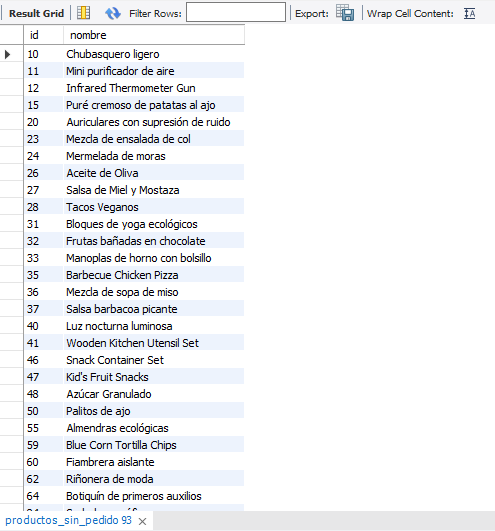 Result Grid Filter Rows: Export: Wrap Cell Content:
id nombre
10 Chubasquero ligero
11 Mini purificador de aire
12 Infrared Thermometer Gun
15 Puré cremoso de patatas al ajo
20 Auriculares con supresión de ruido
23 Mezcla de ensalada de col
24 Mermelada de moras
26 Aceite de Oliva
27 Salsa de Miel y Mostaza
28 Tacos Veganos
31 Bloques de yoga ecológicos
32 Frutas bañadas en chocolate
33 Manoplas de horno con bolsillo
35 Barbecue Chicken Pizza
36 Mezcla de sopa de miso
37 Salsa barbacoa picante
40 Luz nocturna luminosa
41 Wooden Kitchen Utensil Set
46 Snack Container Set
47 Kid's Fruit Snacks
48 Azúcar Granulado
50 Palitos de ajo
55 Almendras ecológicas
59 Blue Corn Tortilla Chips
60 Fiambrera aislante
62 Riñonera de moda
64 Botiquín de primeros auxilios
productos_sin_pedido 93